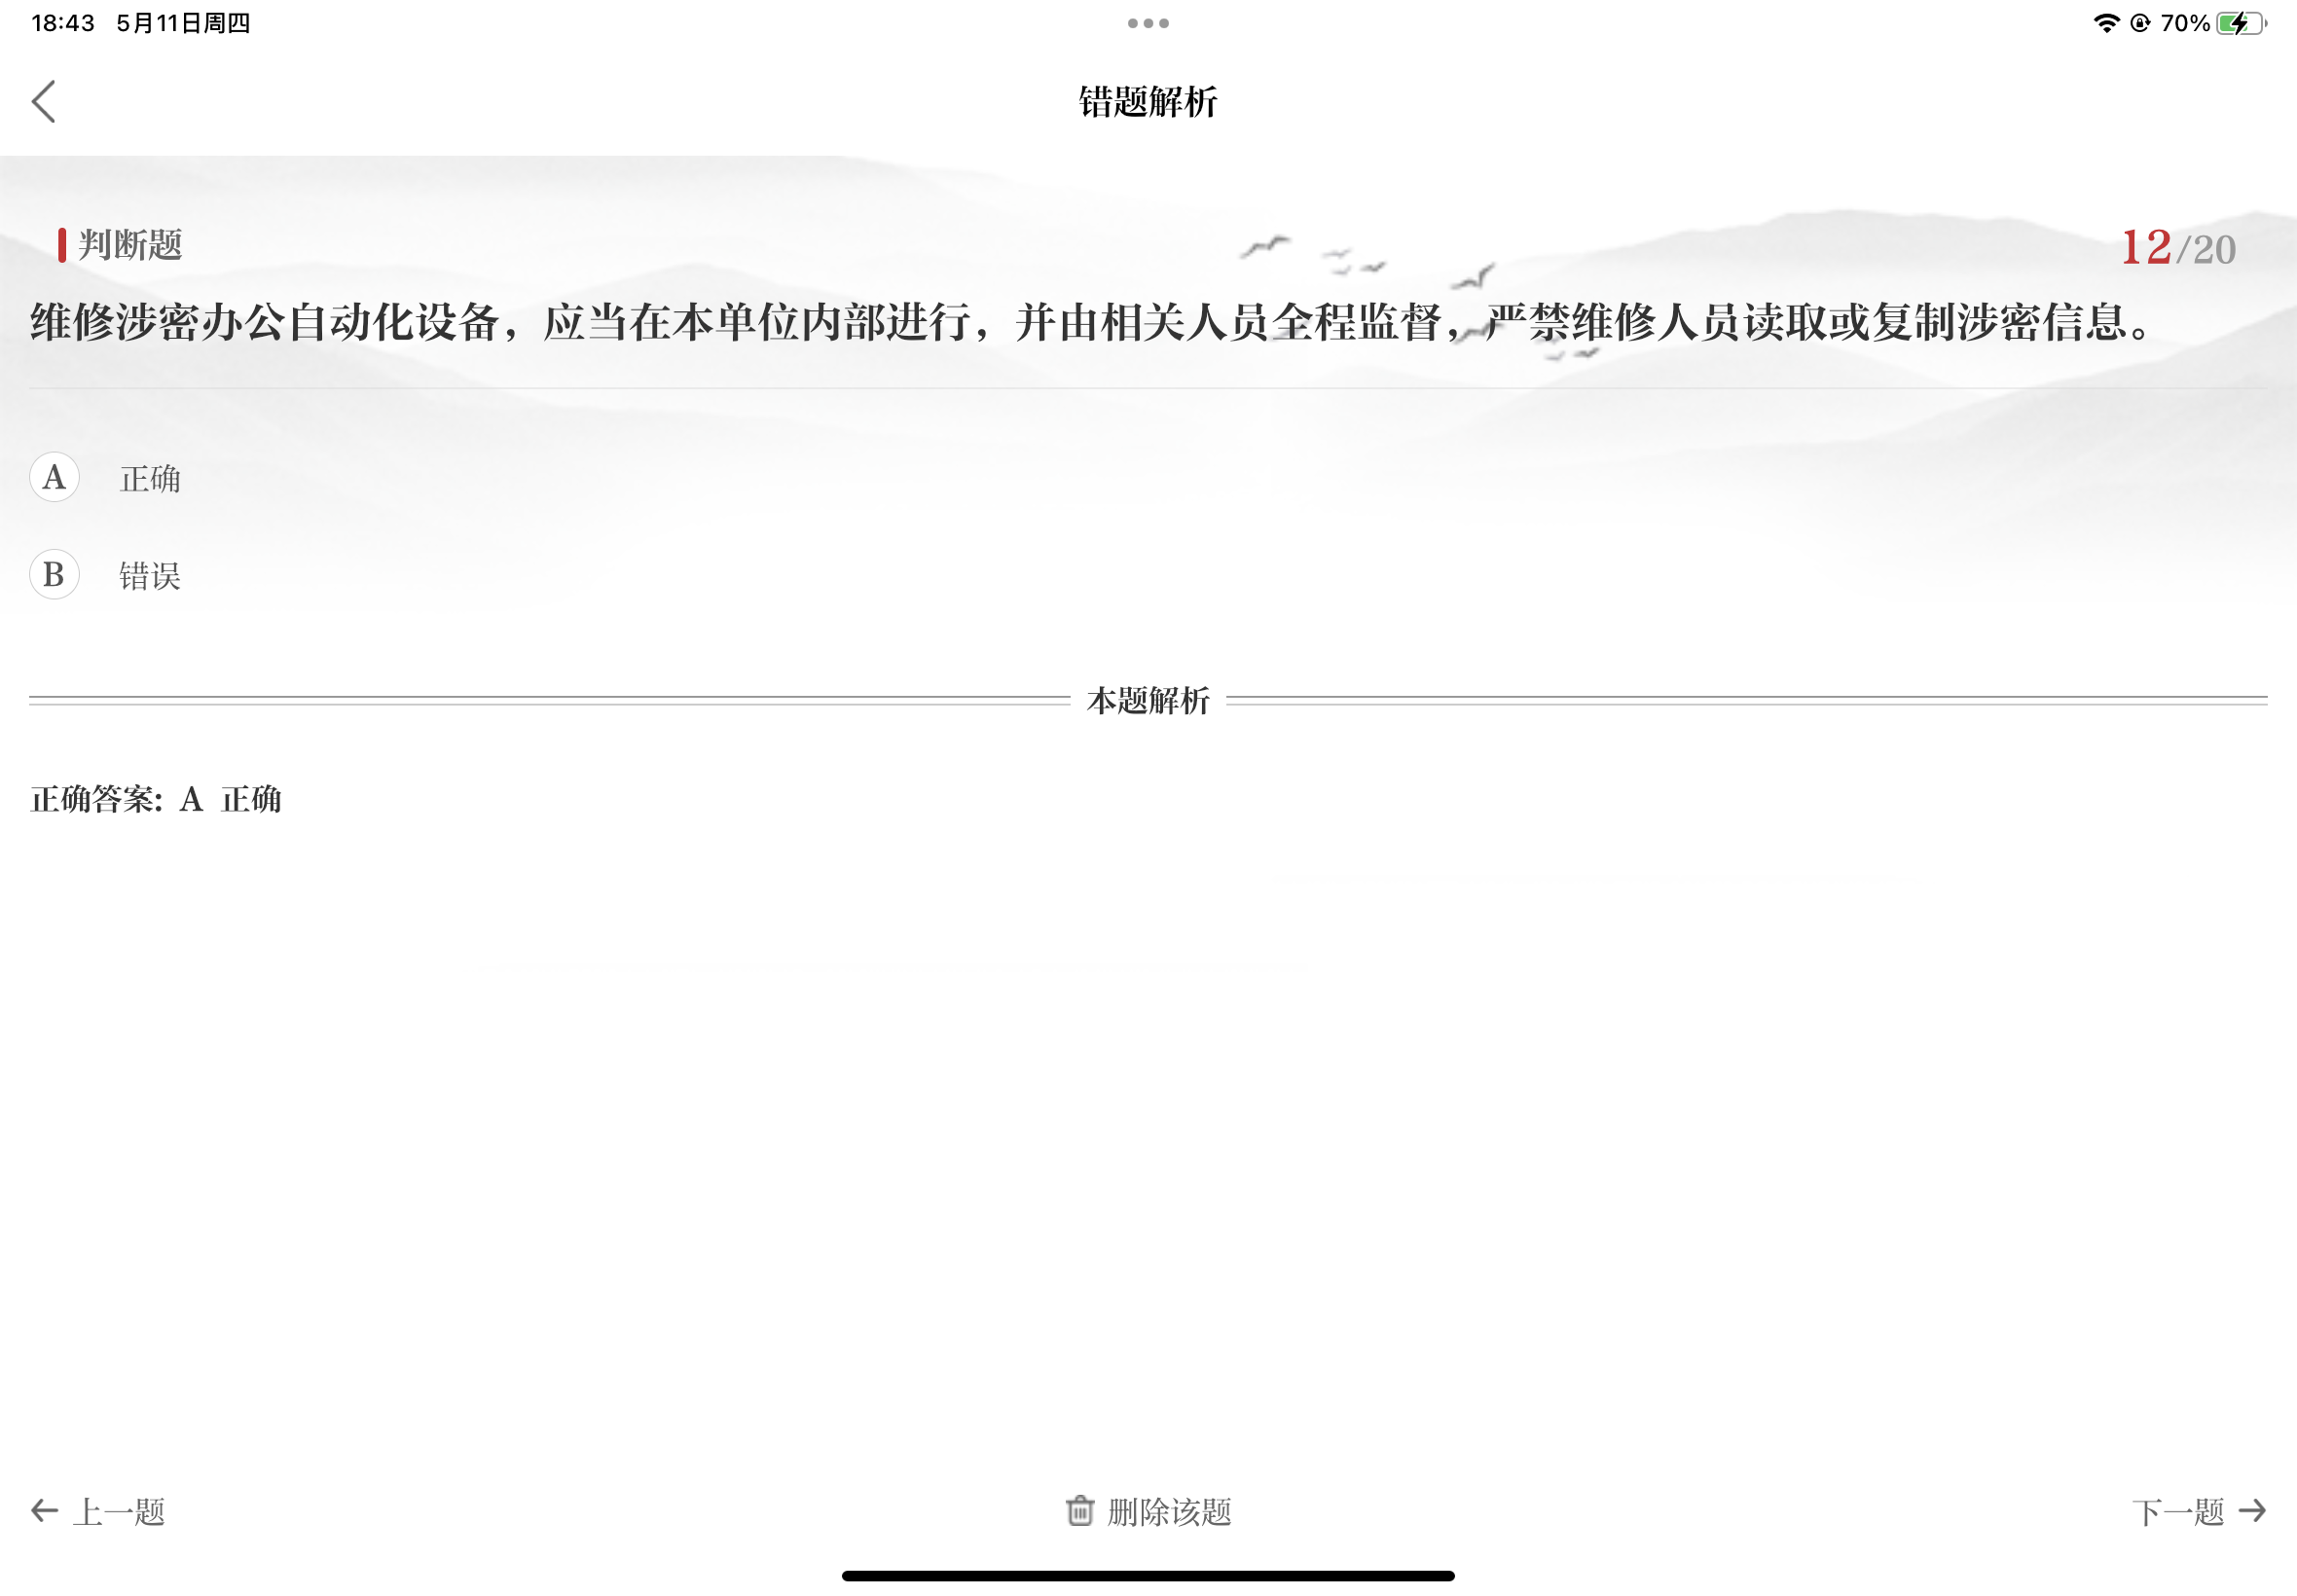 18:43 5月11日周四
70%
错题解析
判断题
12/20
维修涉密办公自动化设备，应当在本单位内部进行，并由相关人员全程监督，严禁维修人员读取或复制涉密信息。
A 正确
B 错误
本题解析
正确答案: A 正确
上一题
删除该题
下一题